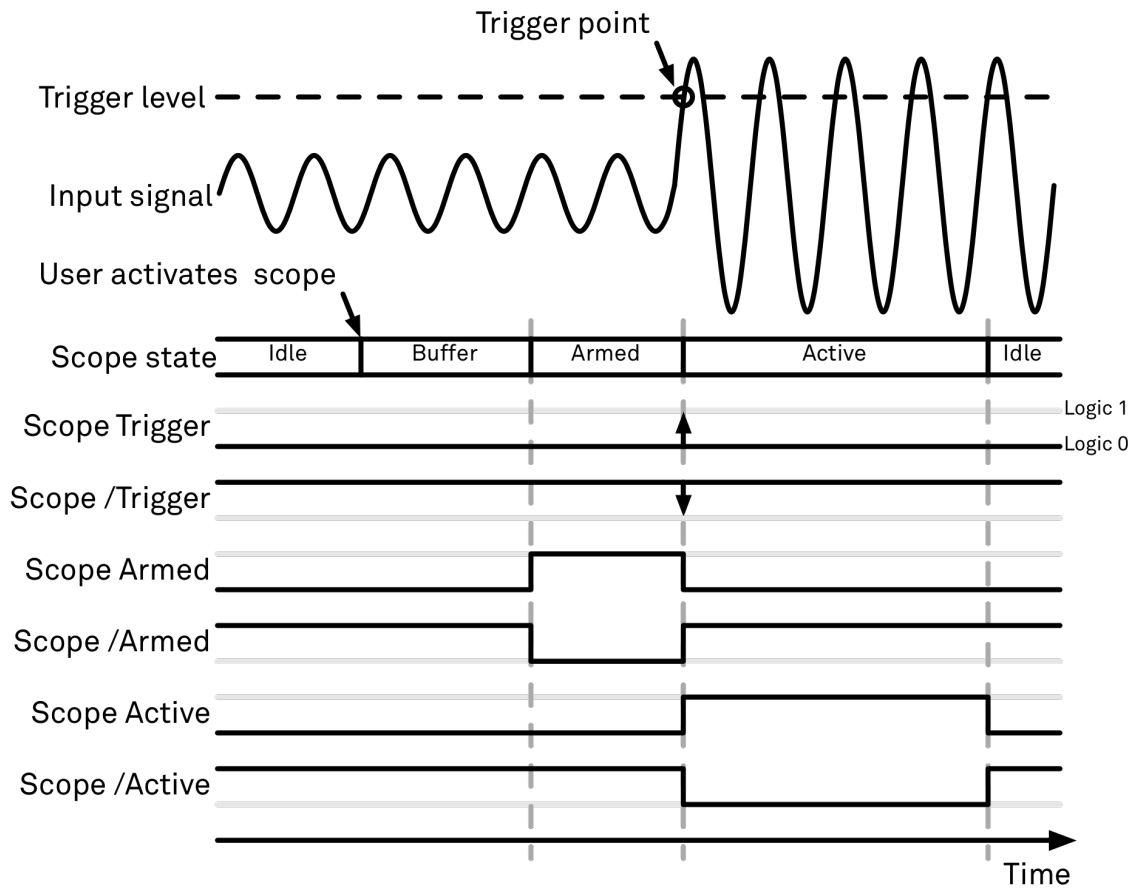 Trigger point
Trigger level
Input signal
User activates scope
Scope state
Idle
Buffer
Armed
Active
Idle
Scope Trigger
Logic 1
Logic 0
Scope /Trigger
Scope Armed
Scope /Armed
Scope Active
Scope /Active
Time